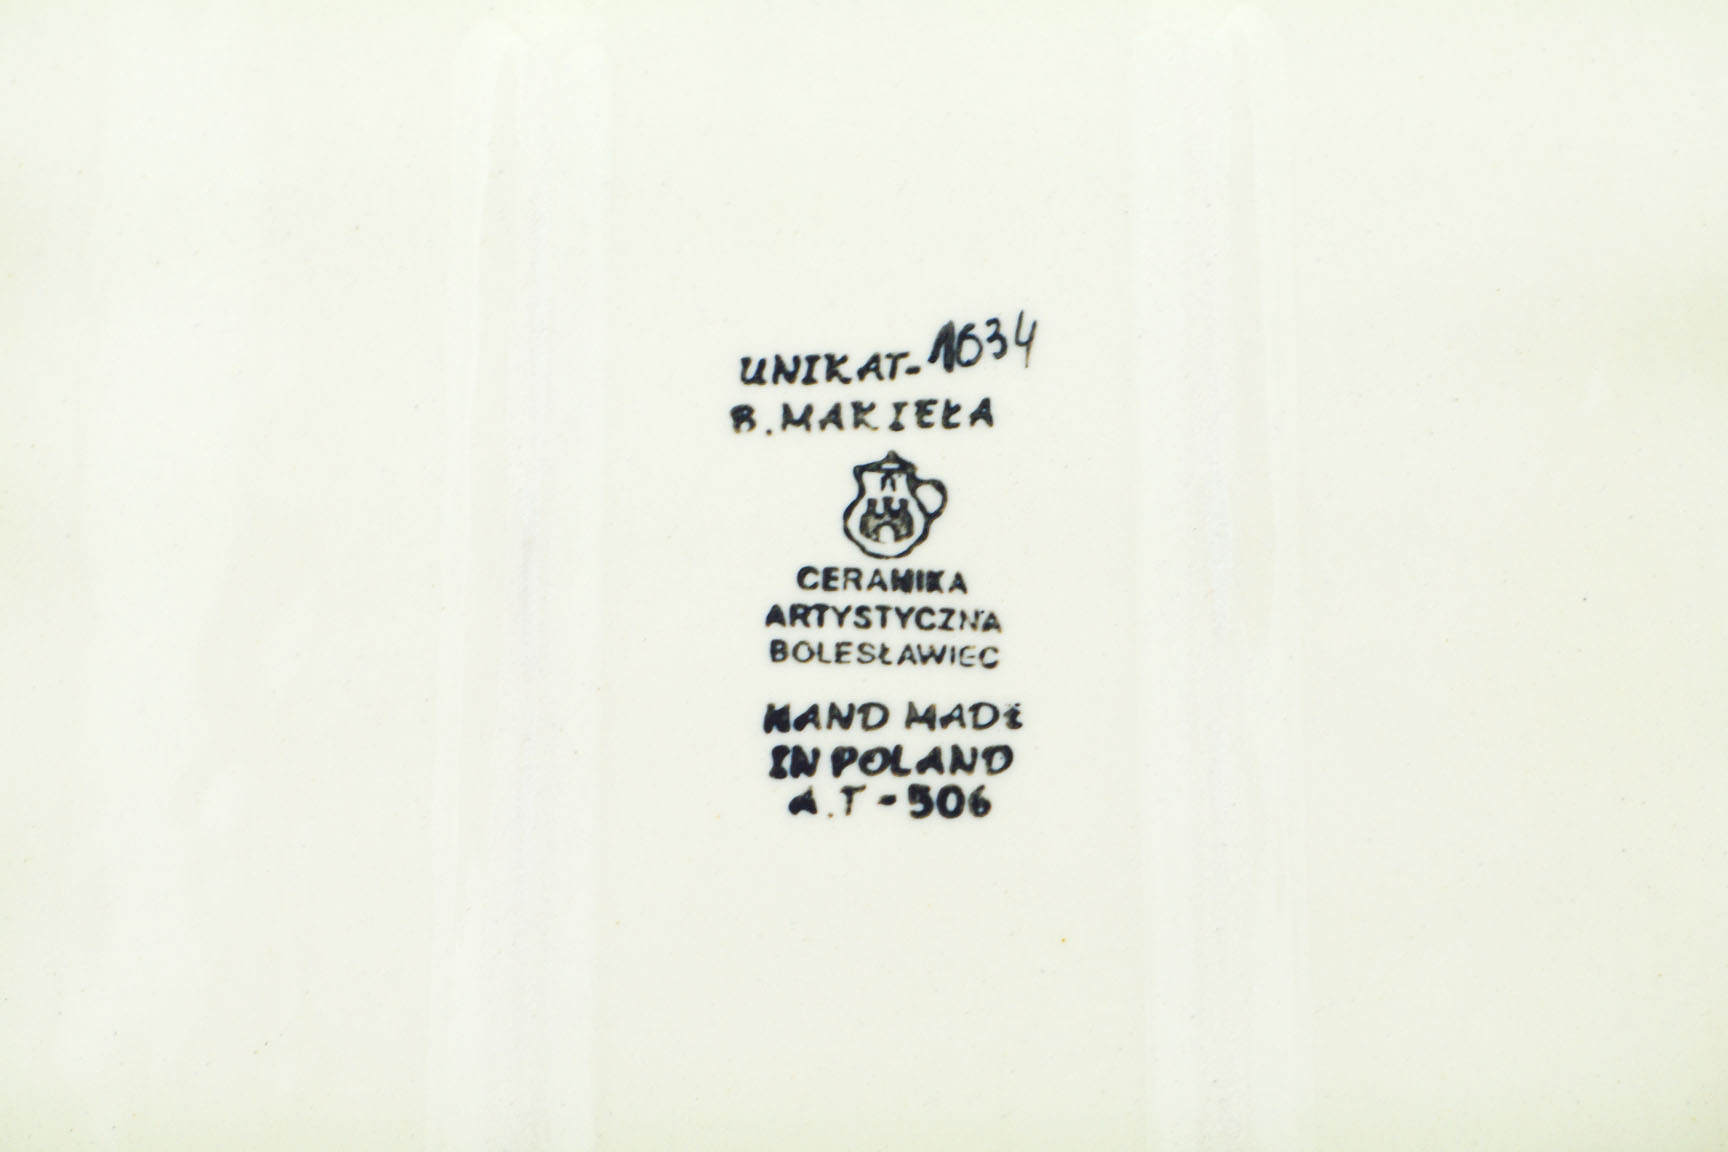 UNIKAT-1634
B. MAKIEŁA
CERAMIKA
ARTYSTYCZNA
BOLESŁAWIEC
HAND MADE
IN POLAND
A.T-506